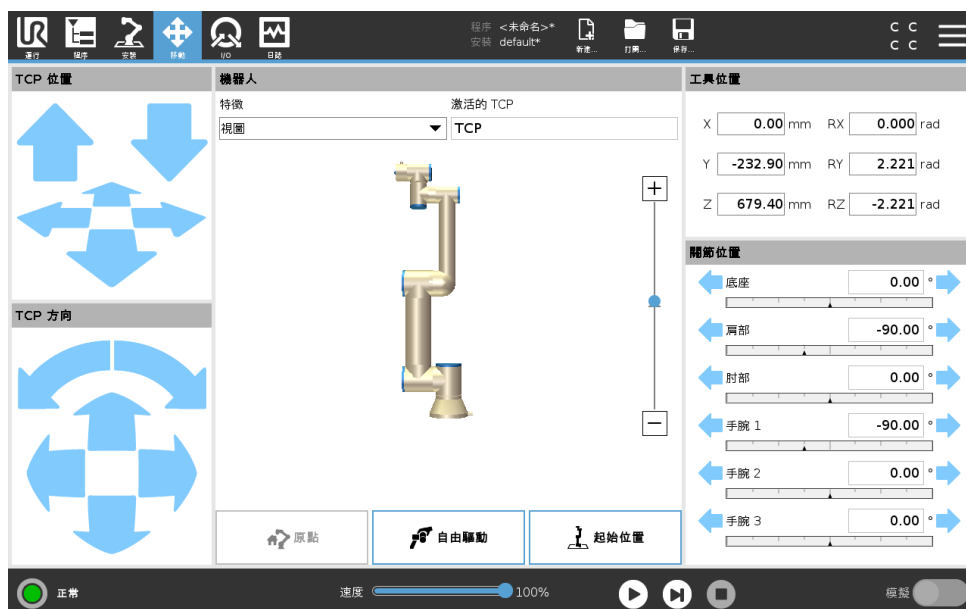 UR
運行
程序
安裝
移動
I/O
日誌
程序 <未命名>*
安裝 default*
新建...
打開...
保存...
C C
C C
TCP 位置
TCP 方向
機器人
特徵
視圖
激活的 TCP
TCP
原點
自由驅動
起始位置
工具位置
X 0.00 mm RX 0.000 rad
Y -232.90 mm RY 2.221 rad
Z 679.40 mm RZ -2.221 rad
關節位置
底座 0.00 °
肩部 -90.00 °
肘部 0.00 °
手腕 1 -90.00 °
手腕 2 0.00 °
手腕 3 0.00 °
正常
速度 100%
模擬